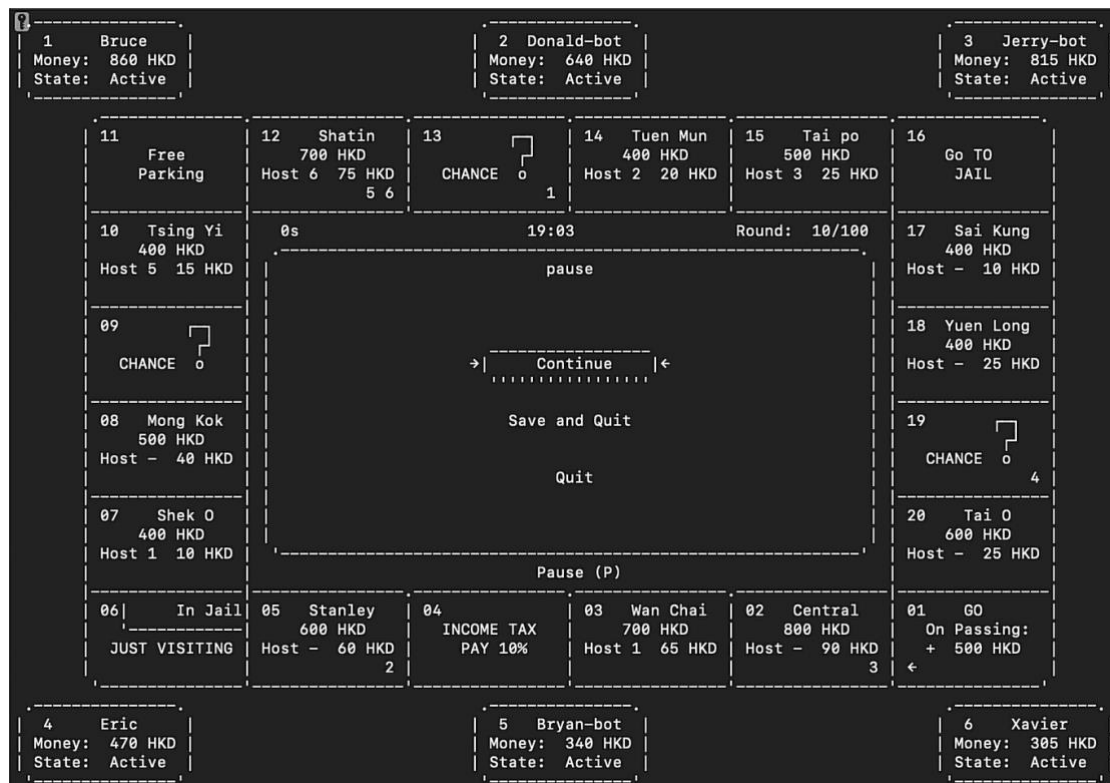 1 Bruce
Money: 860 HKD
State: Active
2 Donald-bot
Money: 640 HKD
State: Active
3 Jerry-bot
Money: 815 HKD
State: Active
11
Free
Parking
12 Shatin
700 HKD
Host 6 75 HKD
5 6
13
CHANCE
1
14 Tuen Mun
400 HKD
Host 2 20 HKD
15 Tai po
500 HKD
Host 3 25 HKD
16
Go TO
JAIL
10 Tsing Yi
400 HKD
Host 5 15 HKD
0s 19:03 Round: 10/100
17 Sai Kung
400 HKD
Host – 10 HKD
pause
09
CHANCE
18 Yuen Long
400 HKD
Host – 25 HKD
→| Continue |←
08 Mong Kok
500 HKD
Host – 40 HKD
Save and Quit
19
CHANCE
4
Quit
07 Shek O
400 HKD
Host 1 10 HKD
20 Tai O
600 HKD
Host – 25 HKD
Pause (P)
06| In Jail
JUST VISITING
05 Stanley
600 HKD
Host – 60 HKD
2
04
INCOME TAX
PAY 10%
03 Wan Chai
700 HKD
Host 1 65 HKD
02 Central
800 HKD
Host – 90 HKD
3
01 GO
On Passing:
+ 500 HKD
←
4 Eric
Money: 470 HKD
State: Active
5 Bryan-bot
Money: 340 HKD
State: Active
6 Xavier
Money: 305 HKD
State: Active